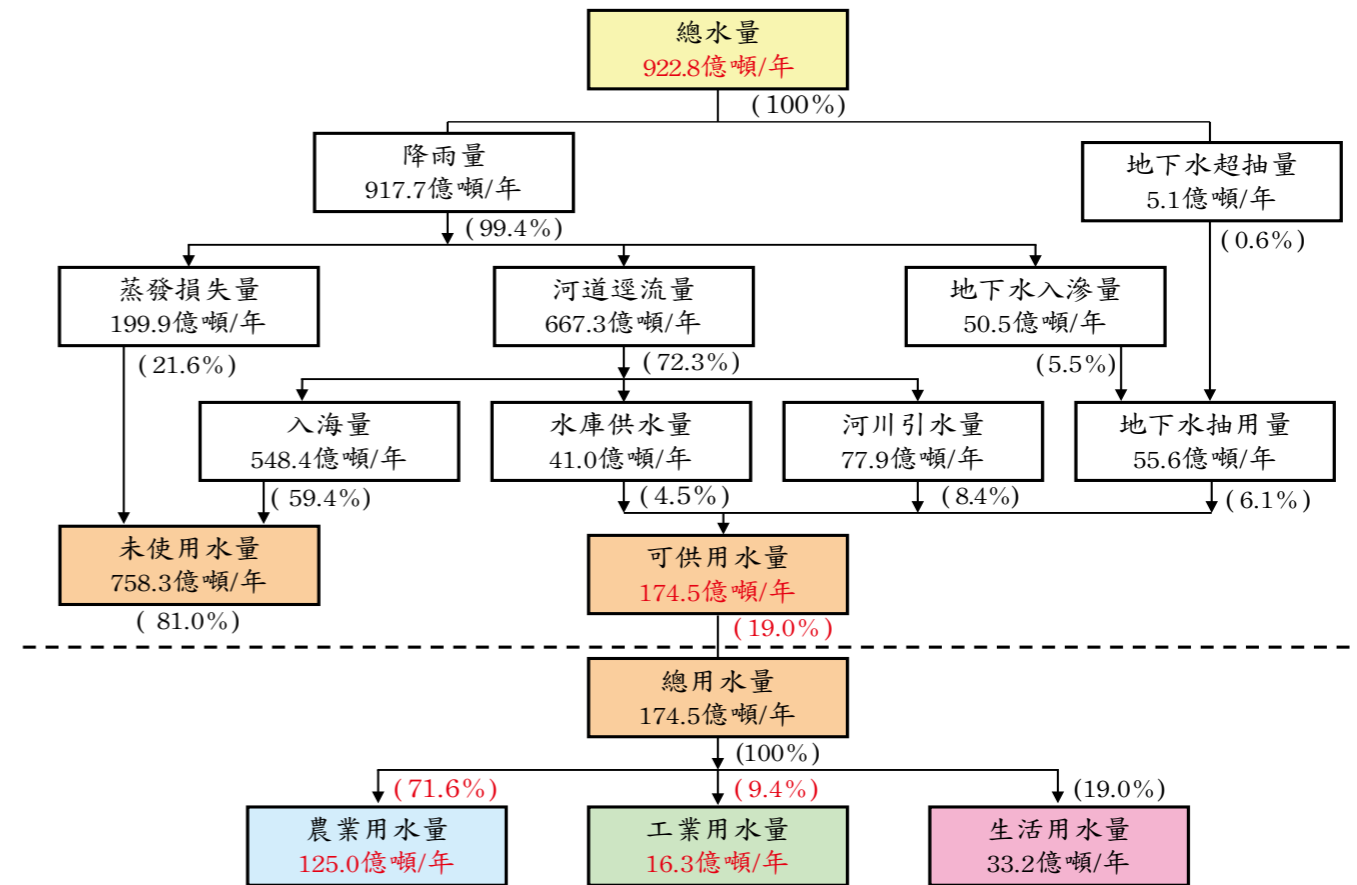 總水量
922.8億噸/年
(100%)
降雨量
917.7億噸/年
(99.4%)
地下水超抽量
5.1億噸/年
(0.6%)
蒸發損失量
199.9億噸/年
(21.6%)
河道逕流量
667.3億噸/年
(72.3%)
地下水入滲量
50.5億噸/年
(5.5%)
入海量
548.4億噸/年
(59.4%)
水庫供水量
41.0億噸/年
(4.5%)
河川引水量
77.9億噸/年
(8.4%)
地下水抽用量
55.6億噸/年
(6.1%)
未使用水量
758.3億噸/年
(81.0%)
可供用水量
174.5億噸/年
(19.0%)
總用水量
174.5億噸/年
(100%)
(71.6%)
農業用水量
125.0億噸/年
(9.4%)
工業用水量
16.3億噸/年
(19.0%)
生活用水量
33.2億噸/年